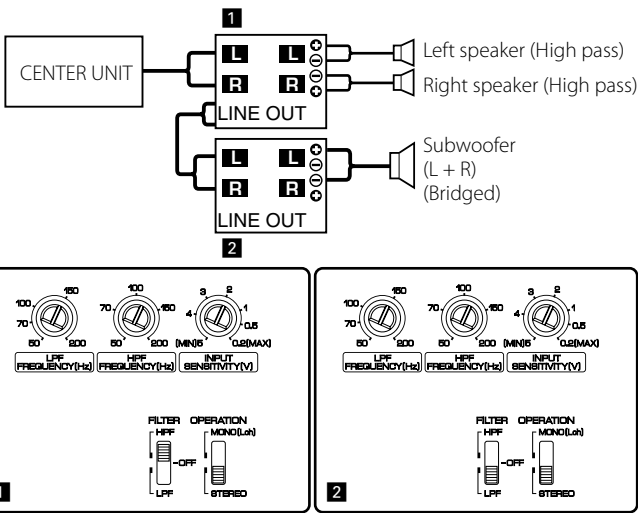 1
CENTER UNIT
L L ⊕ ⊖
Left speaker (High pass)
R R ⊖ ⊕
Right speaker (High pass)
LINE OUT
L L ⊕ ⊖
Subwoofer
(L + R)
(Bridged)
R R ⊖ ⊕
LINE OUT
2
50 70 100 150 200
LPF
FREQUENCY(Hz)
50 70 100 150 200
HPF
FREQUENCY(Hz)
(MIN)5 4 3 2 1 0.5 0.2(MAX)
INPUT
SENSITIVITY(V)
FILTER OPERATION
HPF MONO(Lch)
OFF
LPF STEREO
1
50 70 100 150 200
LPF
FREQUENCY(Hz)
50 70 100 150 200
HPF
FREQUENCY(Hz)
(MIN)5 4 3 2 1 0.5 0.2(MAX)
INPUT
SENSITIVITY(V)
FILTER OPERATION
HPF MONO(Lch)
OFF
LPF STEREO
2